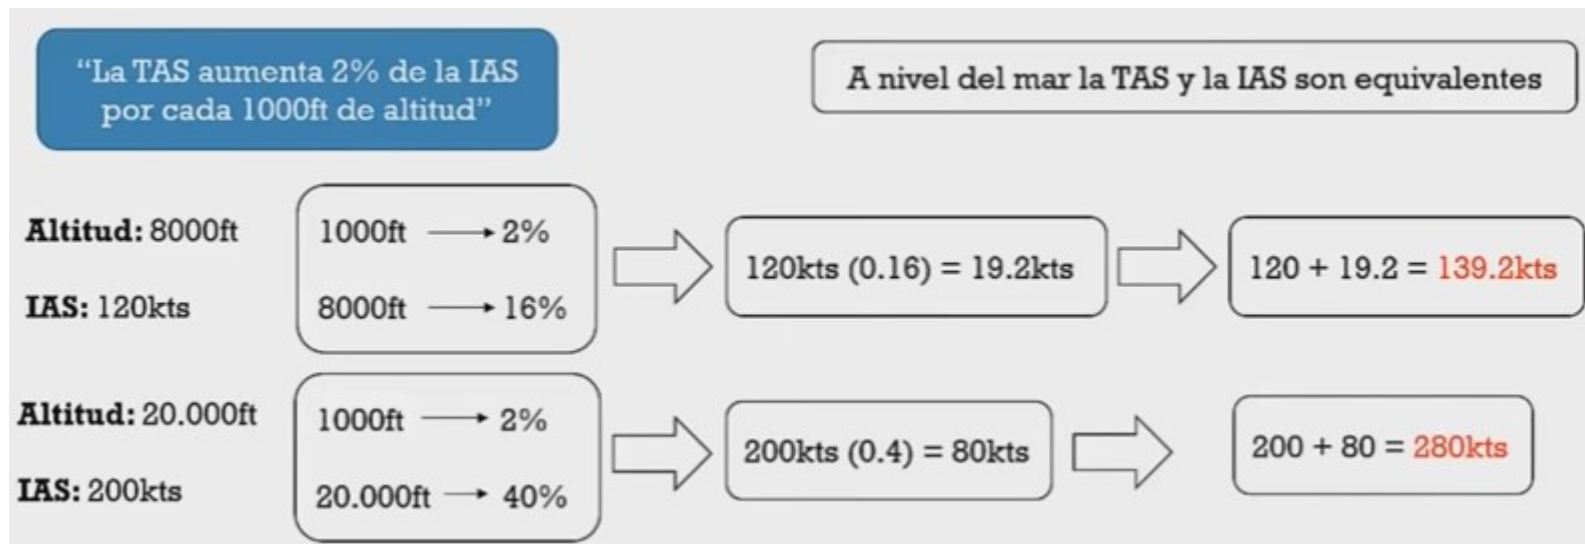 “La TAS aumenta 2% de la IAS
por cada 1000ft de altitud”
A nivel del mar la TAS y la IAS son equivalentes
Altitud: 8000ft
IAS: 120kts
1000ft → 2%
8000ft → 16%
120kts (0.16) = 19.2kts
120 + 19.2 = 139.2kts
Altitud: 20.000ft
IAS: 200kts
1000ft → 2%
20.000ft → 40%
200kts (0.4) = 80kts
200 + 80 = 280kts